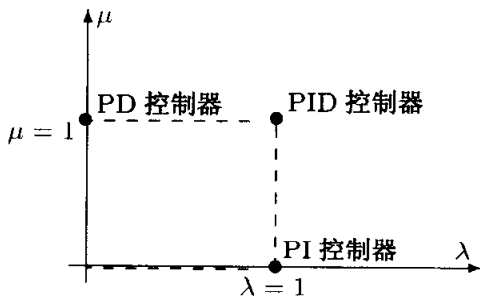 μ
PD 控制器
PID 控制器
μ = 1
PI 控制器
λ
λ = 1